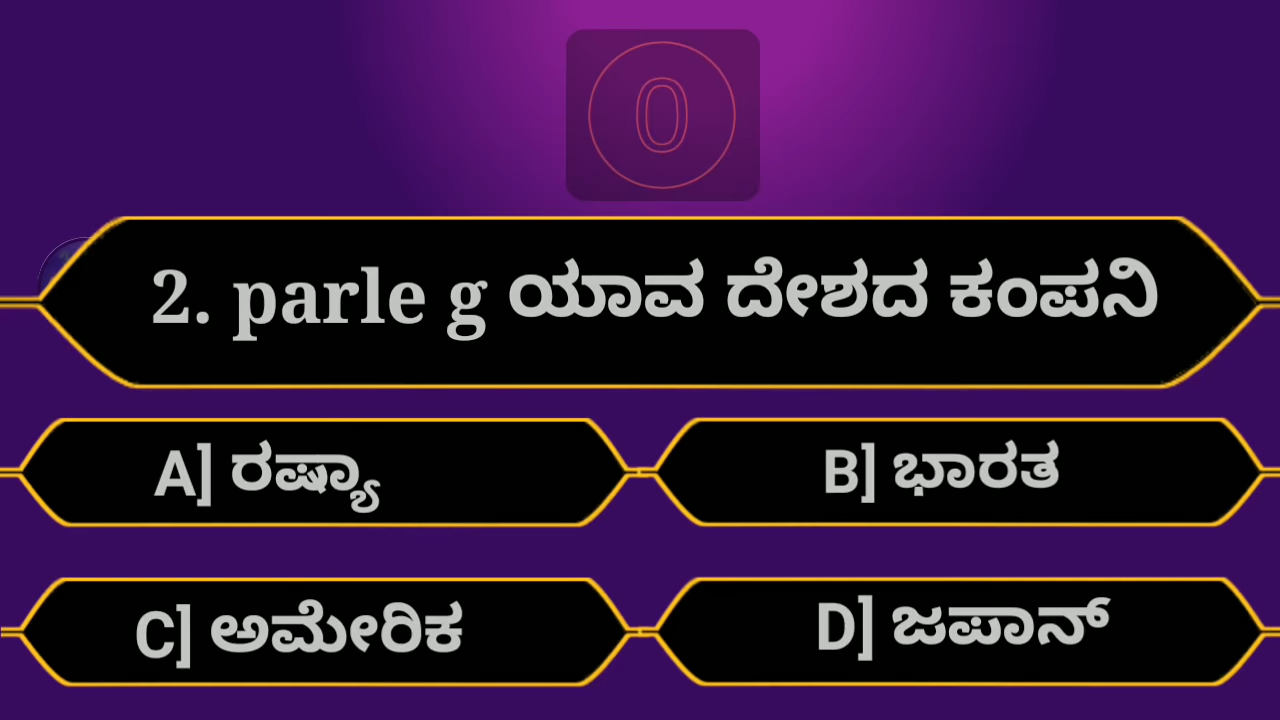 0
2. parle g ಯಾವ ದೇಶದ ಕಂಪನಿ
A] ರಷ್ಯಾ
B] ಭಾರತ
C] ಅಮೇರಿಕ
D] ಜಪಾನ್